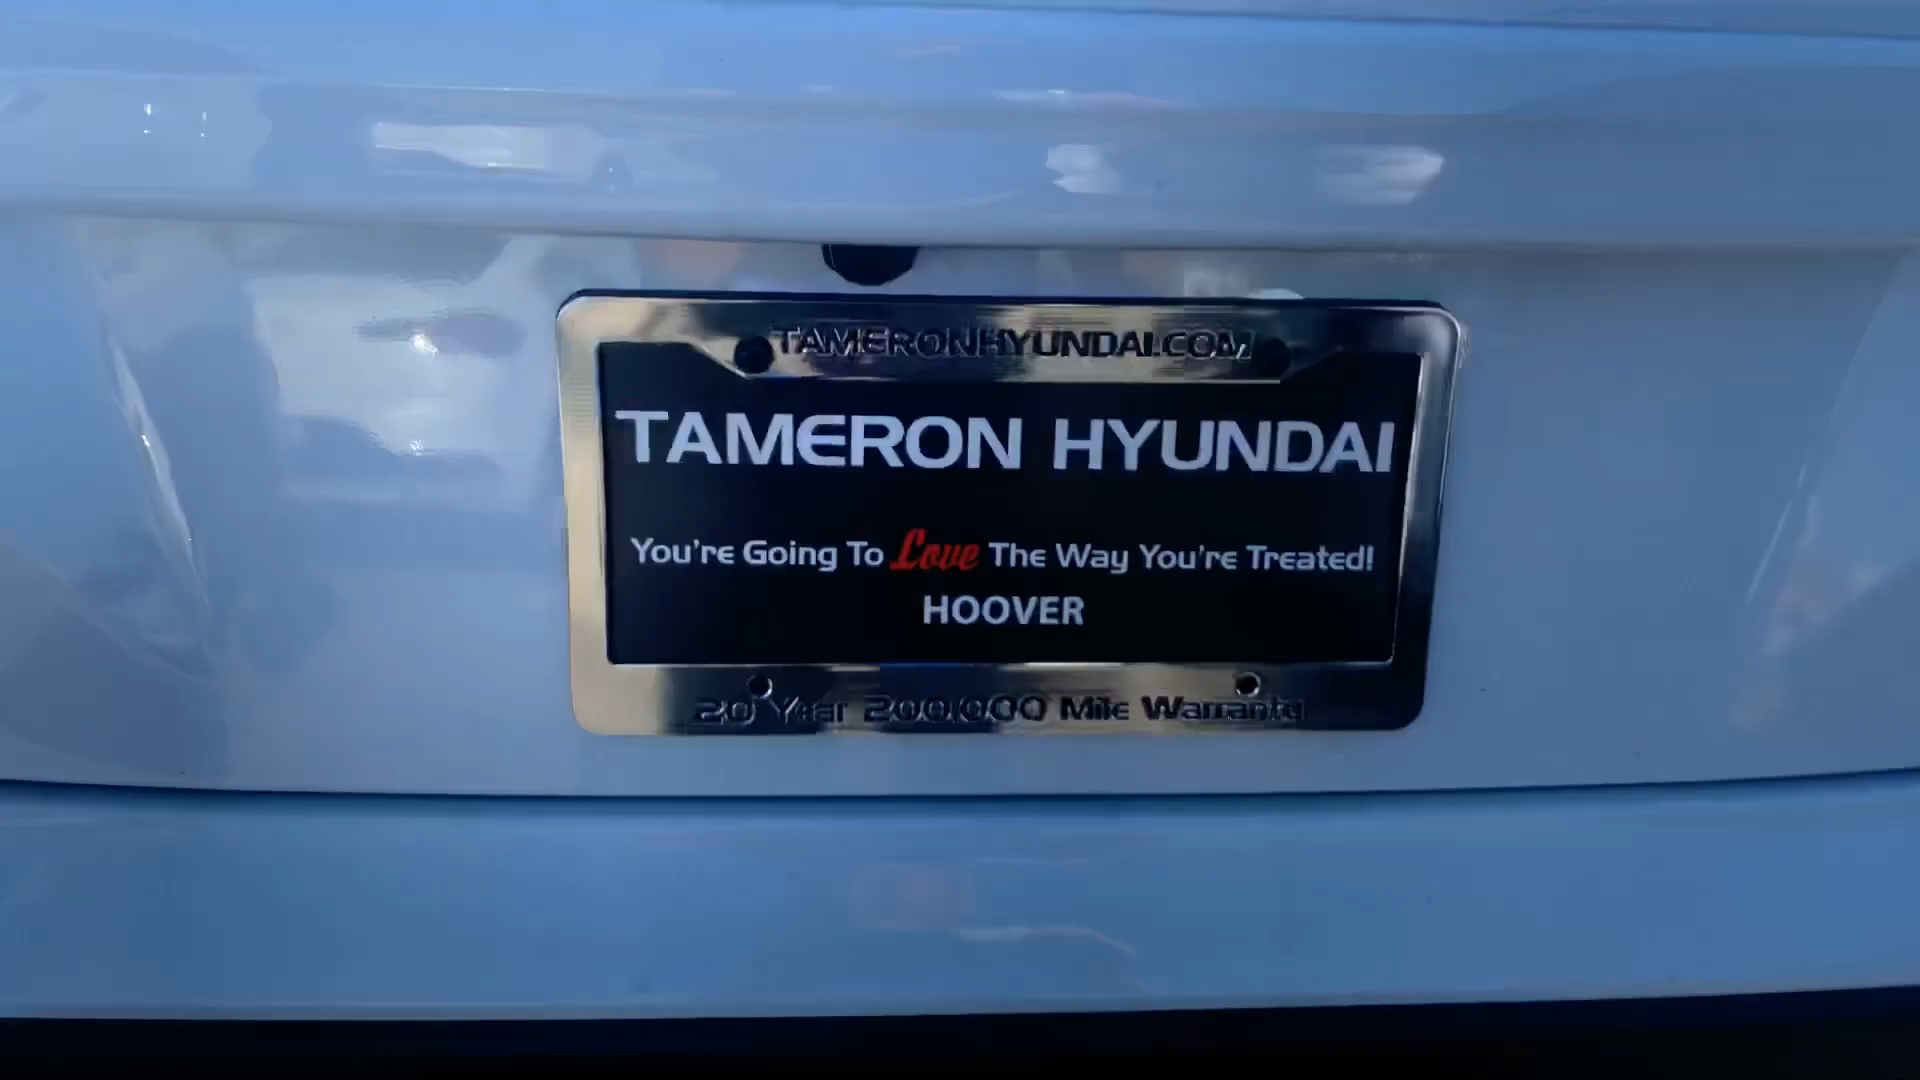 TAMERONHYUNDAI.COM
TAMERON HYUNDAI
You're Going To Love The Way You're Treated!
HOOVER
20 Year 200,000 Mile Warranty